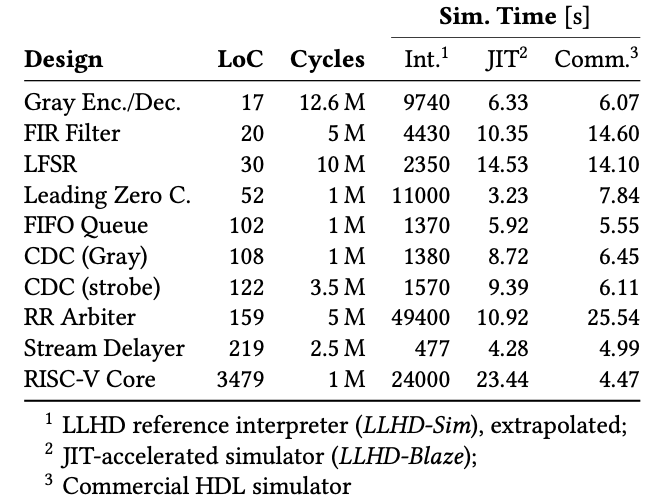 Sim. Time [s]
Design LoC Cycles Int.¹ JIT² Comm.³
Gray Enc./Dec. 17 12.6 M 9740 6.33 6.07
FIR Filter 20 5 M 4430 10.35 14.60
LFSR 30 10 M 2350 14.53 14.10
Leading Zero C. 52 1 M 11000 3.23 7.84
FIFO Queue 102 1 M 1370 5.92 5.55
CDC (Gray) 108 1 M 1380 8.72 6.45
CDC (strobe) 122 3.5 M 1570 9.39 6.11
RR Arbiter 159 5 M 49400 10.92 25.54
Stream Delayer 219 2.5 M 477 4.28 4.99
RISC-V Core 3479 1 M 24000 23.44 4.47
¹ LLHD reference interpreter (LLHD-Sim), extrapolated;
² JIT-accelerated simulator (LLHD-Blaze);
³ Commercial HDL simulator